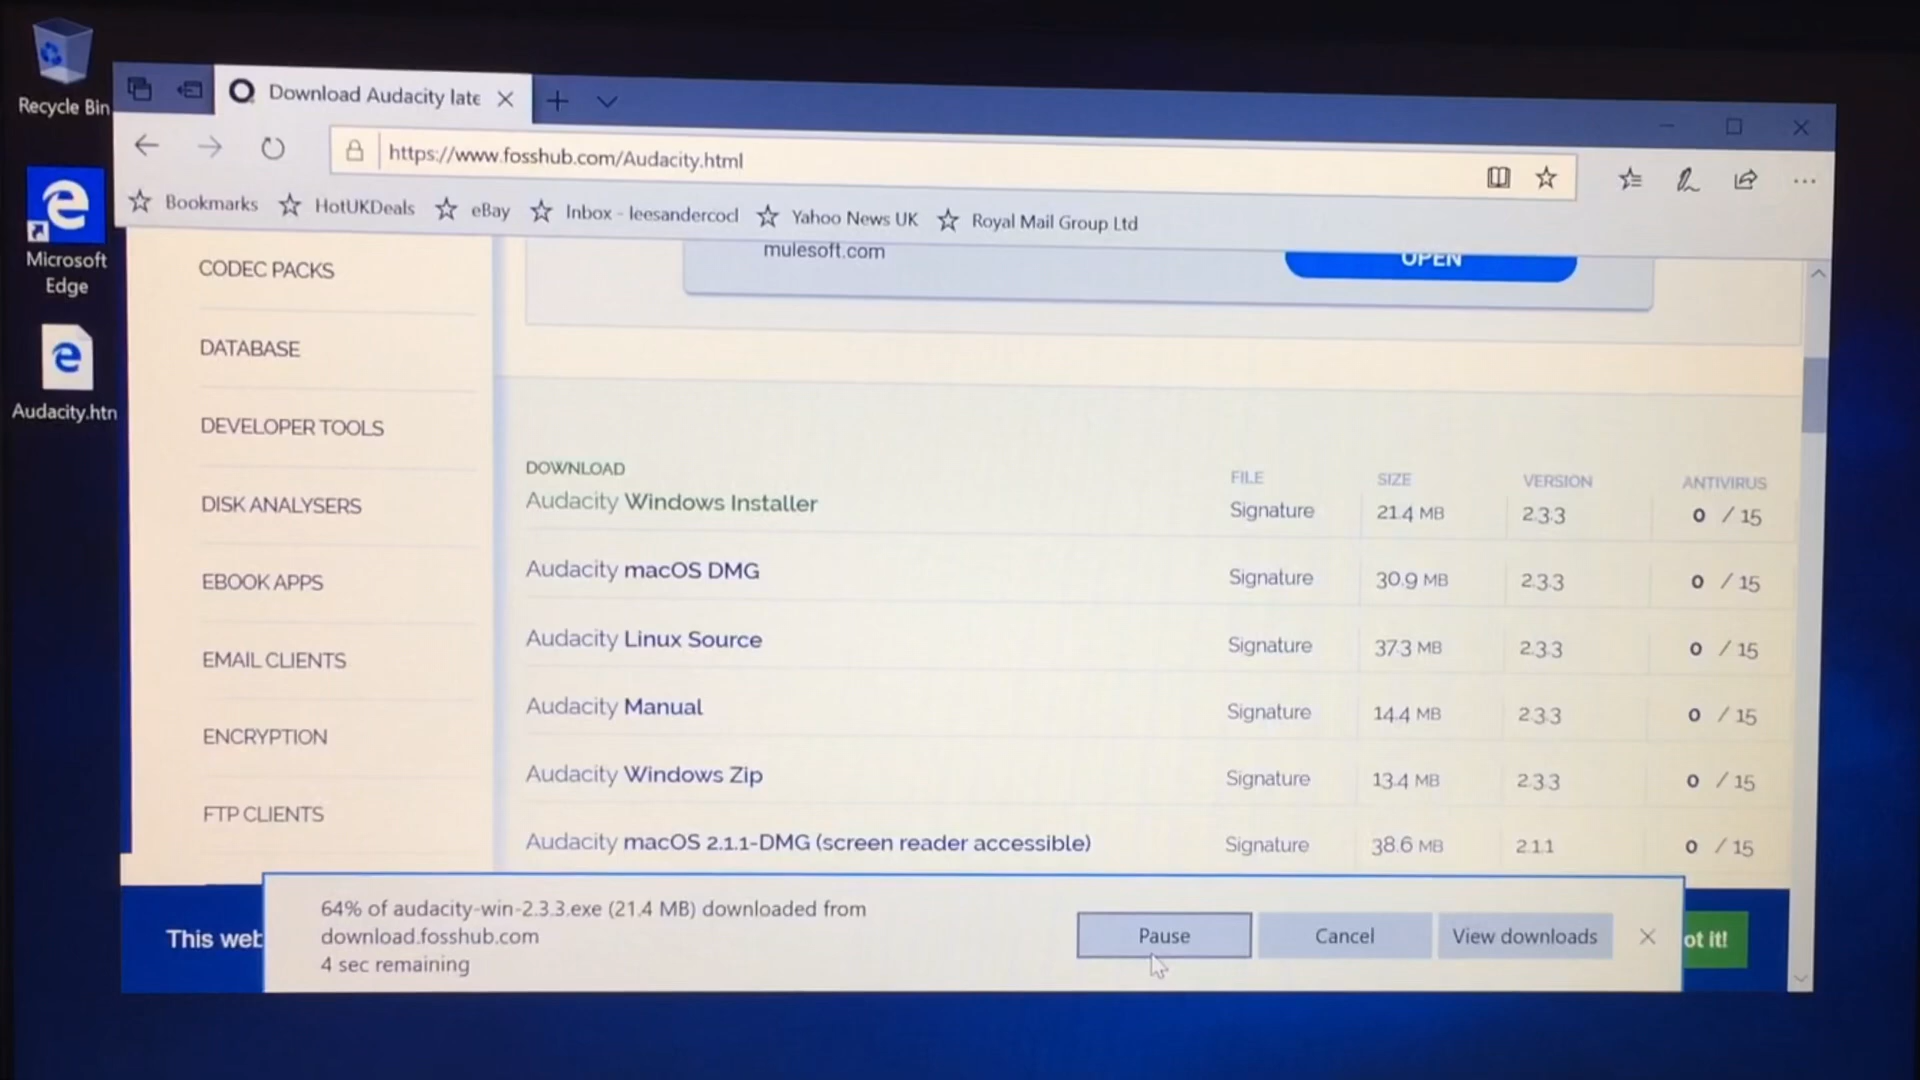 Recycle Bin
Microsoft
Edge
Audacity.htn
Download Audacity late
https://www.fosshub.com/Audacity.html
Bookmarks
HotUKDeals
eBay
Inbox - leesandercocl
Yahoo News UK
Royal Mail Group Ltd
CODEC PACKS
DATABASE
DEVELOPER TOOLS
DISK ANALYSERS
EBOOK APPS
EMAIL CLIENTS
ENCRYPTION
FTP CLIENTS
mulesoft.com
OPEN
DOWNLOAD FILE SIZE VERSION ANTIVIRUS
Audacity Windows Installer Signature 21.4 MB 2.3.3 0 / 15
Audacity macOS DMG Signature 30.9 MB 2.3.3 0 / 15
Audacity Linux Source Signature 37.3 MB 2.3.3 0 / 15
Audacity Manual Signature 14.4 MB 2.3.3 0 / 15
Audacity Windows Zip Signature 13.4 MB 2.3.3 0 / 15
Audacity macOS 2.1.1-DMG (screen reader accessible) Signature 38.6 MB 2.1.1 0 / 15
This web
64% of audacity-win-2.3.3.exe (21.4 MB) downloaded from
download.fosshub.com
4 sec remaining
Pause
Cancel
View downloads
ot it!